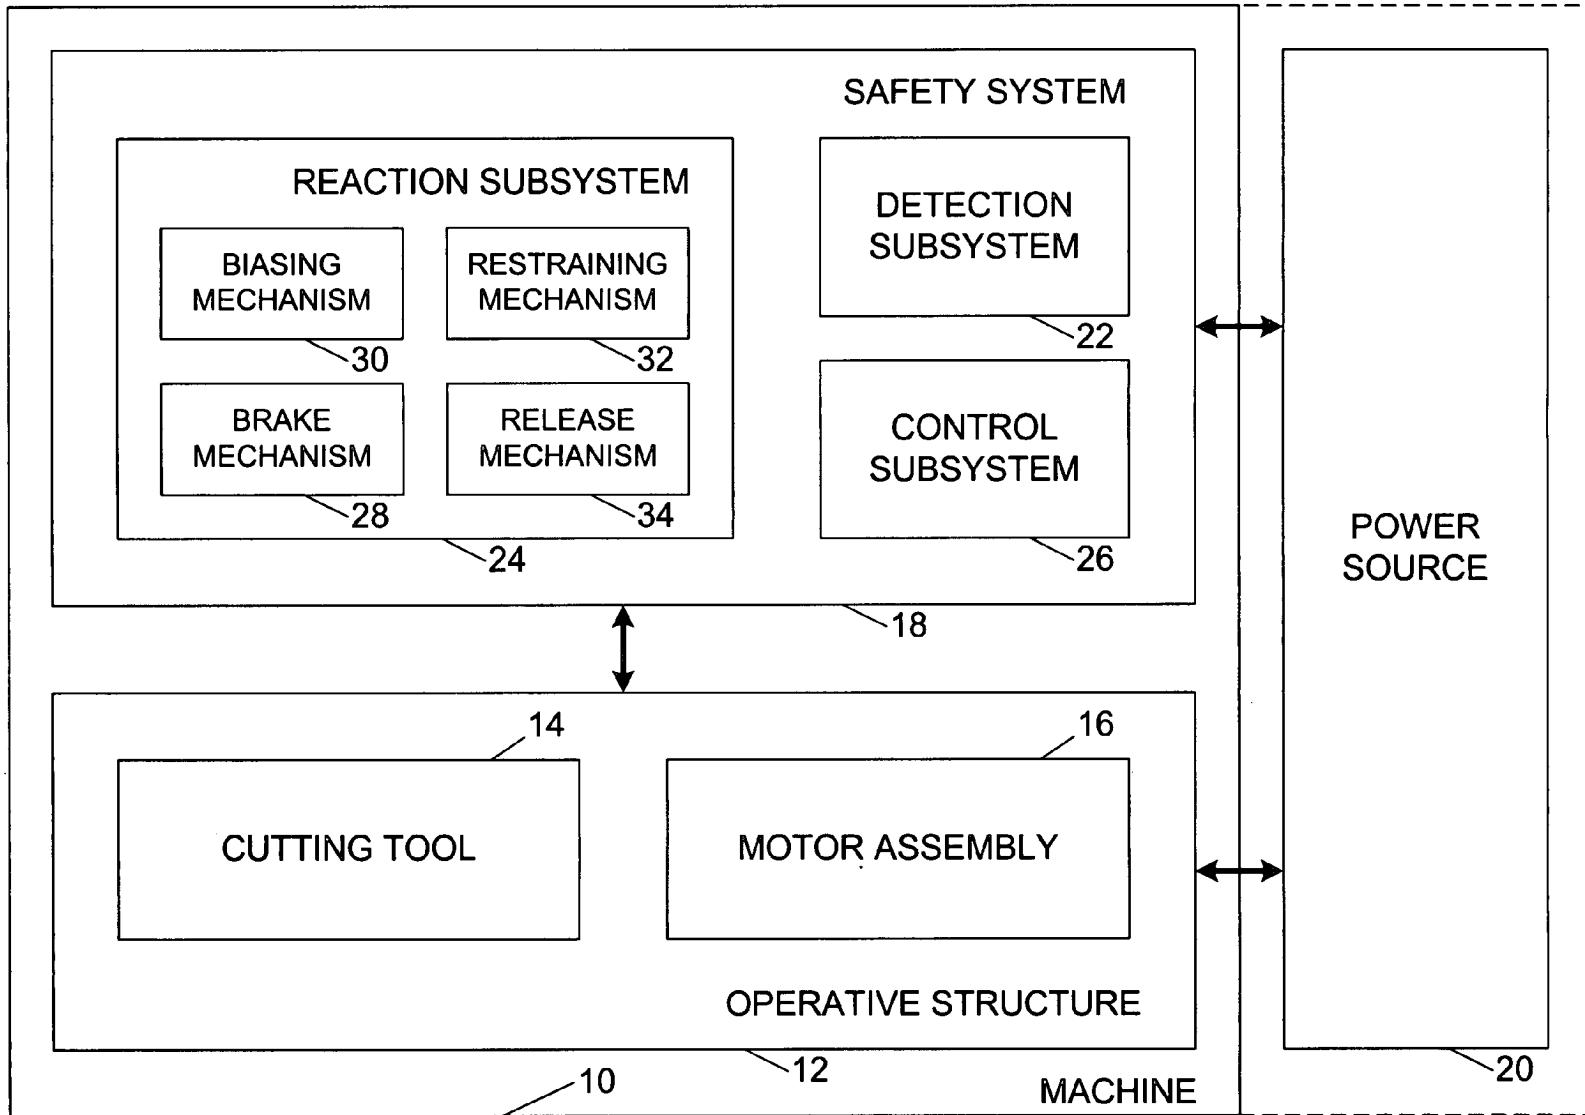 SAFETY SYSTEM
REACTION SUBSYSTEM
BIASING
MECHANISM
30
RESTRAINING
MECHANISM
32
BRAKE
MECHANISM
28
RELEASE
MECHANISM
34
24
DETECTION
SUBSYSTEM
22
CONTROL
SUBSYSTEM
26
18
POWER
SOURCE
20
14
CUTTING TOOL
16
MOTOR ASSEMBLY
OPERATIVE STRUCTURE
12
10
MACHINE